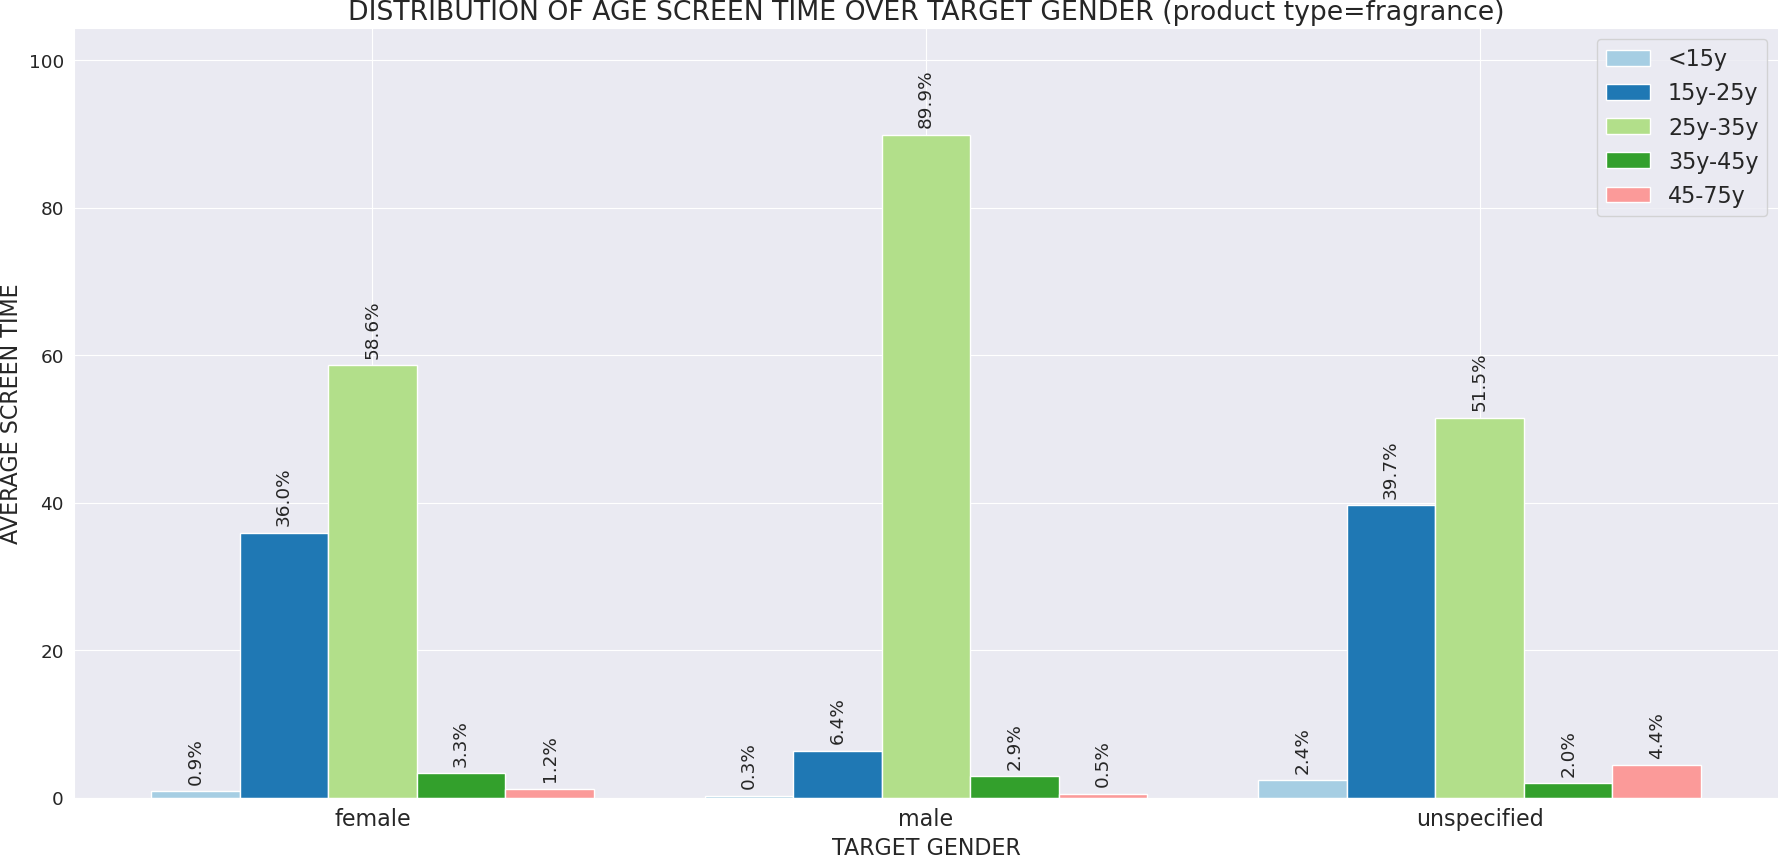 DISTRIBUTION OF AGE SCREEN TIME OVER TARGET GENDER (product type=fragrance)
AVERAGE SCREEN TIME
100
80
60
40
20
0
0.9%
36.0%
58.6%
3.3%
1.2%
0.3%
6.4%
89.9%
2.9%
0.5%
2.4%
39.7%
51.5%
2.0%
4.4%
<15y
15y-25y
25y-35y
35y-45y
45-75y
female
male
unspecified
TARGET GENDER